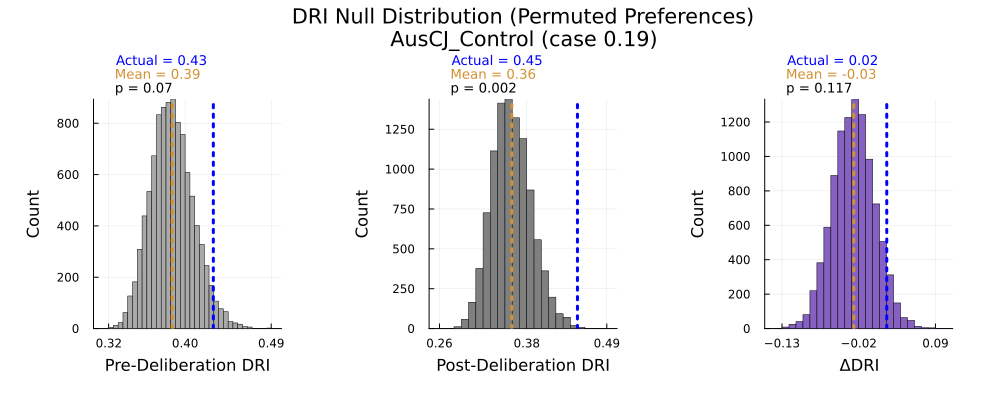 DRI Null Distribution (Permuted Preferences)
AusCJ_Control (case 0.19)
Actual = 0.43
Mean = 0.39
p = 0.07
800
600
400
200
0
Count
0.32
0.40
0.49
Pre-Deliberation DRI
Actual = 0.45
Mean = 0.36
p = 0.002
1250
1000
750
500
250
0
Count
0.26
0.38
0.49
Post-Deliberation DRI
Actual = 0.02
Mean = -0.03
p = 0.117
1200
1000
800
600
400
200
0
Count
−0.13
−0.02
0.09
ΔDRI